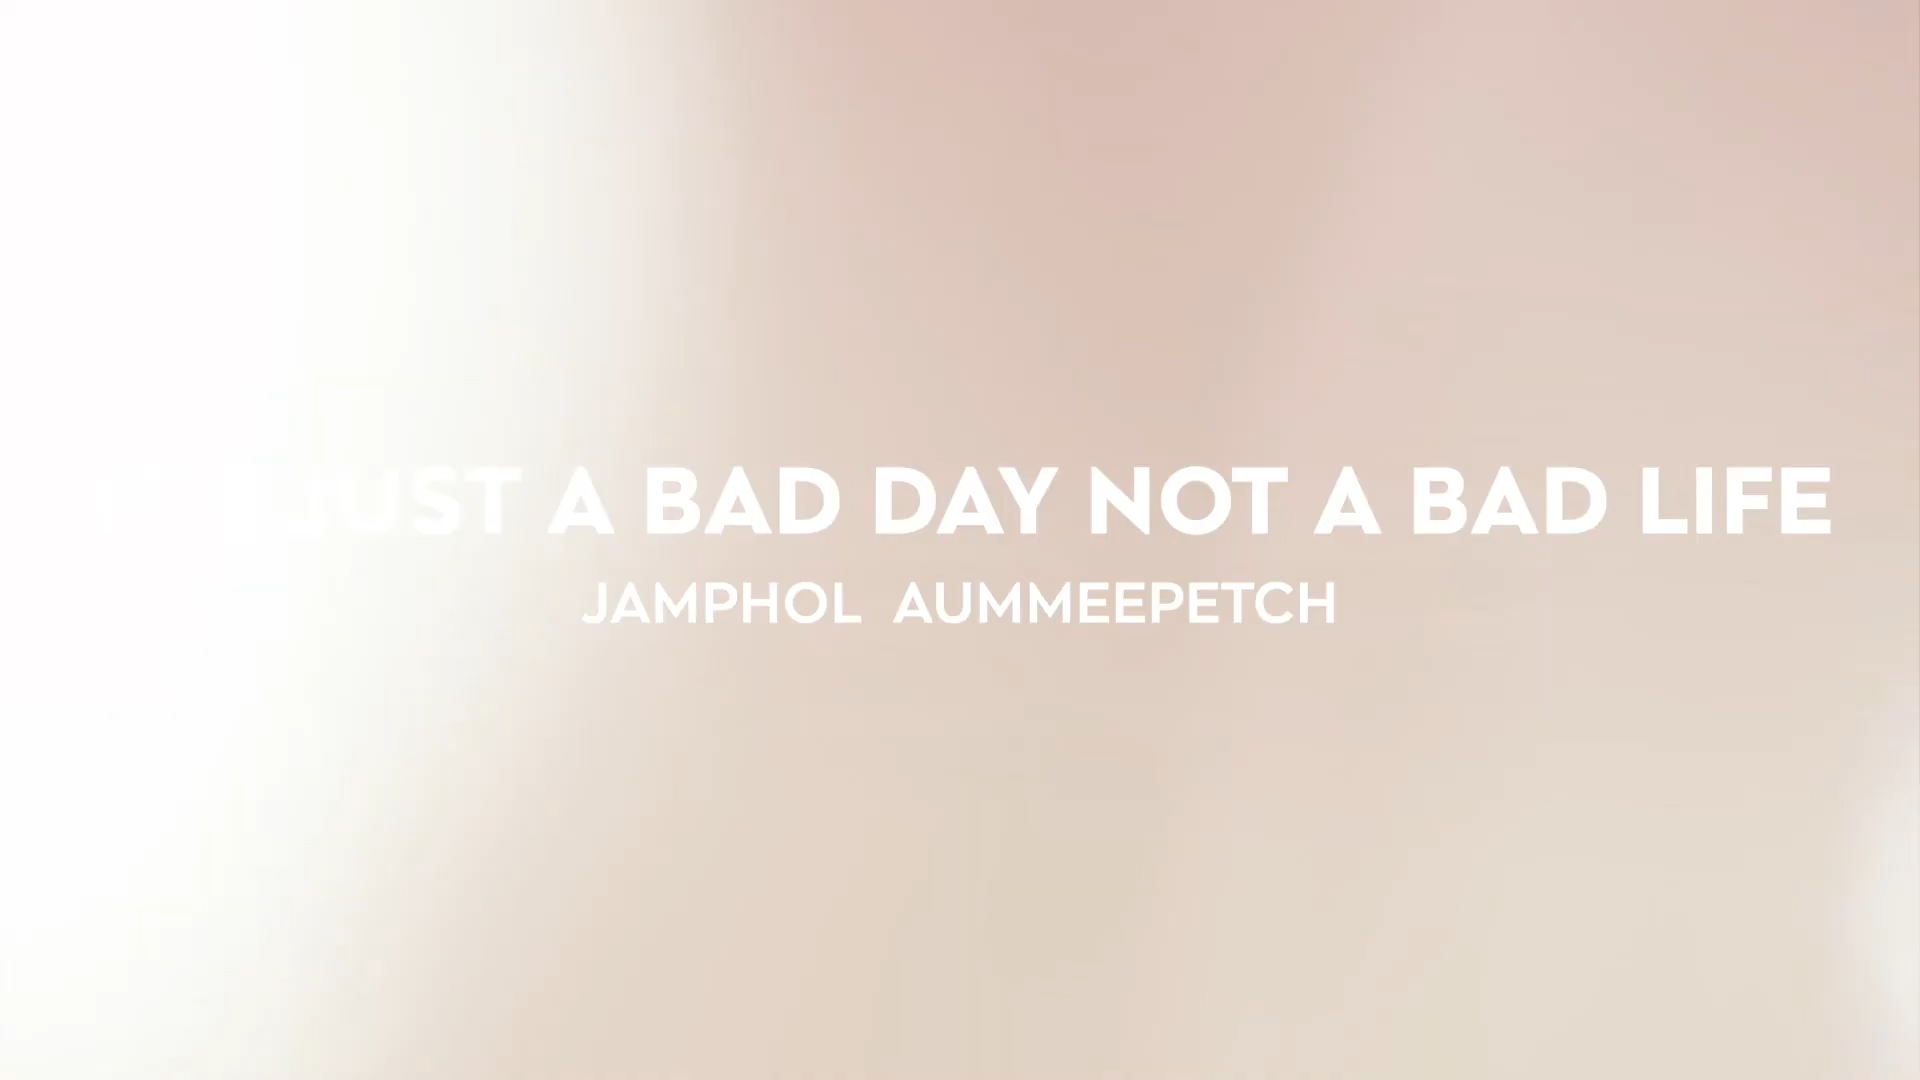 JUST A BAD DAY NOT A BAD LIFE
JAMPHOL AUMMEEPETCH